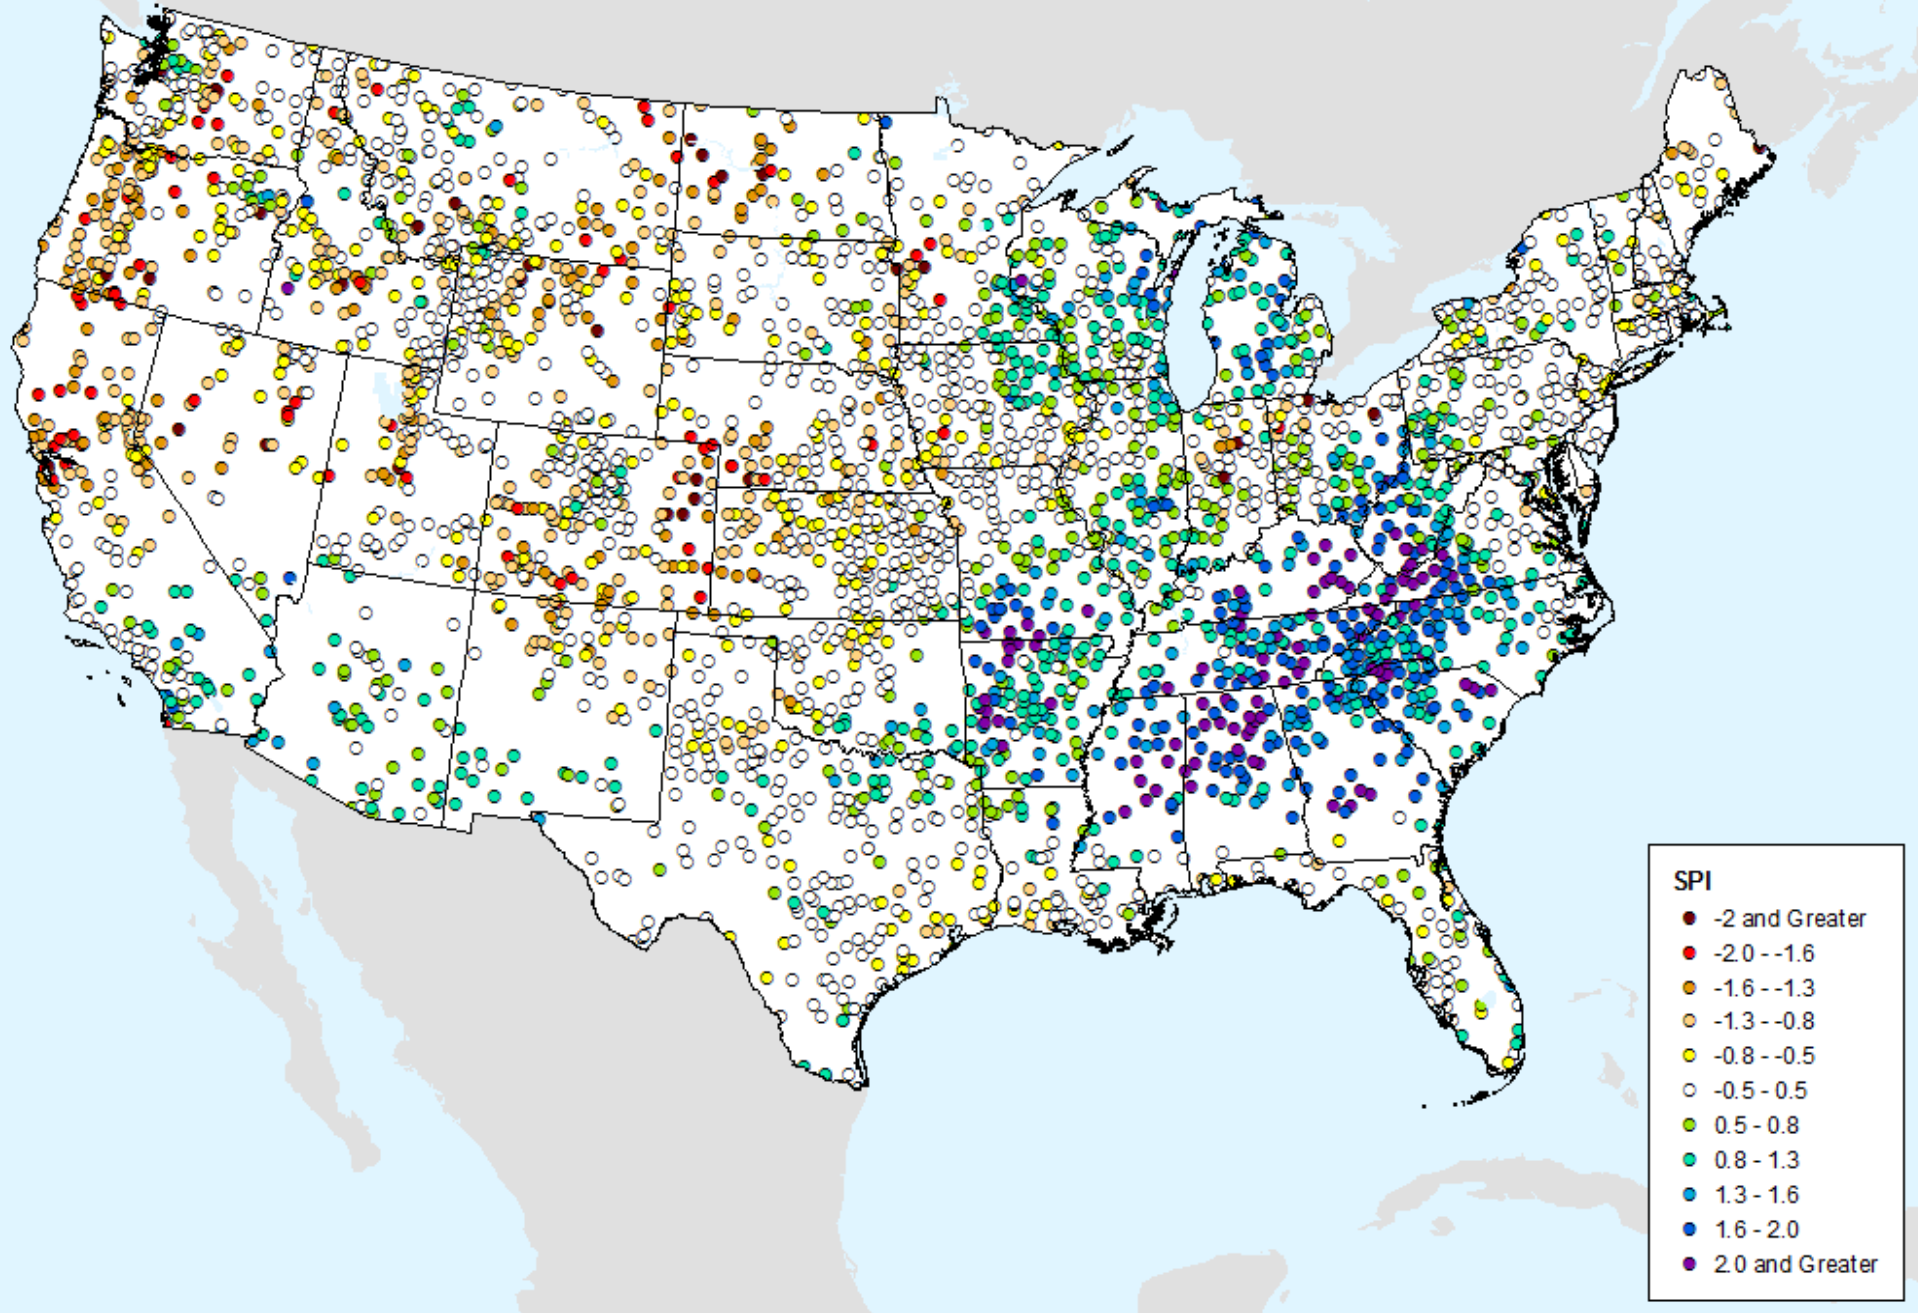 SPI
-2 and Greater
-2.0 - -1.6
-1.6 - -1.3
-1.3 - -0.8
-0.8 - -0.5
-0.5 - 0.5
0.5 - 0.8
0.8 - 1.3
1.3 - 1.6
1.6 - 2.0
2.0 and Greater